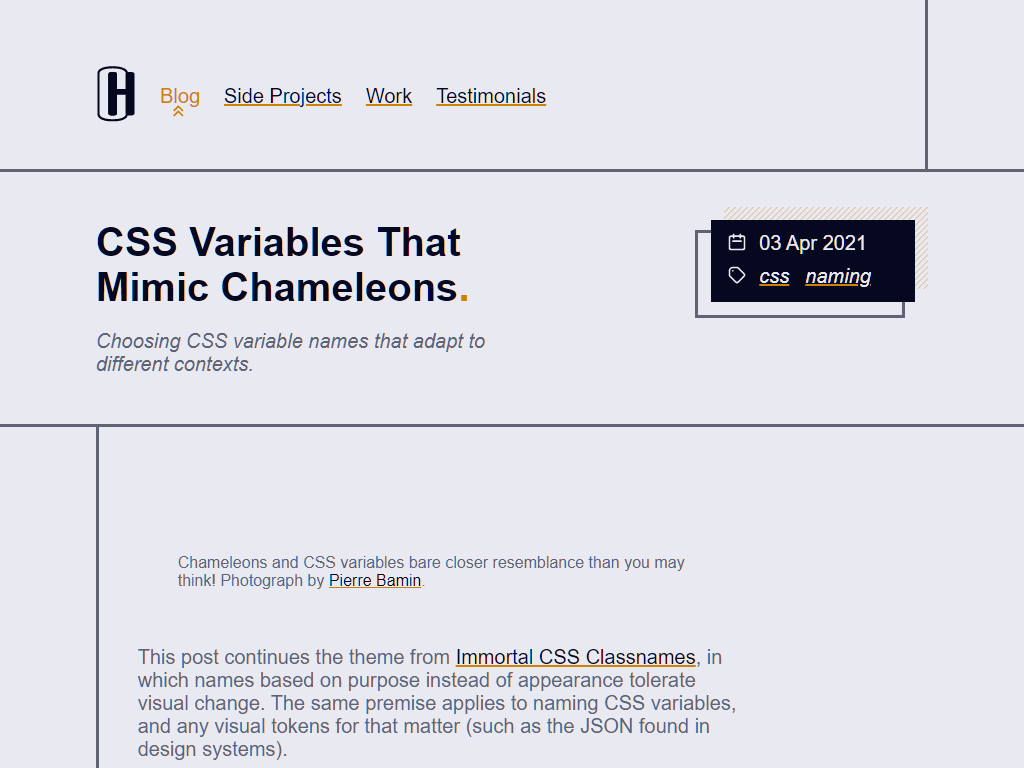 H
Blog Side Projects Work Testimonials
CSS Variables That
Mimic Chameleons.
03 Apr 2021
css naming
Choosing CSS variable names that adapt to
different contexts.
Chameleons and CSS variables bare closer resemblance than you may
think! Photograph by Pierre Bamin.
This post continues the theme from Immortal CSS Classnames, in
which names based on purpose instead of appearance tolerate
visual change. The same premise applies to naming CSS variables,
and any visual tokens for that matter (such as the JSON found in
design systems).